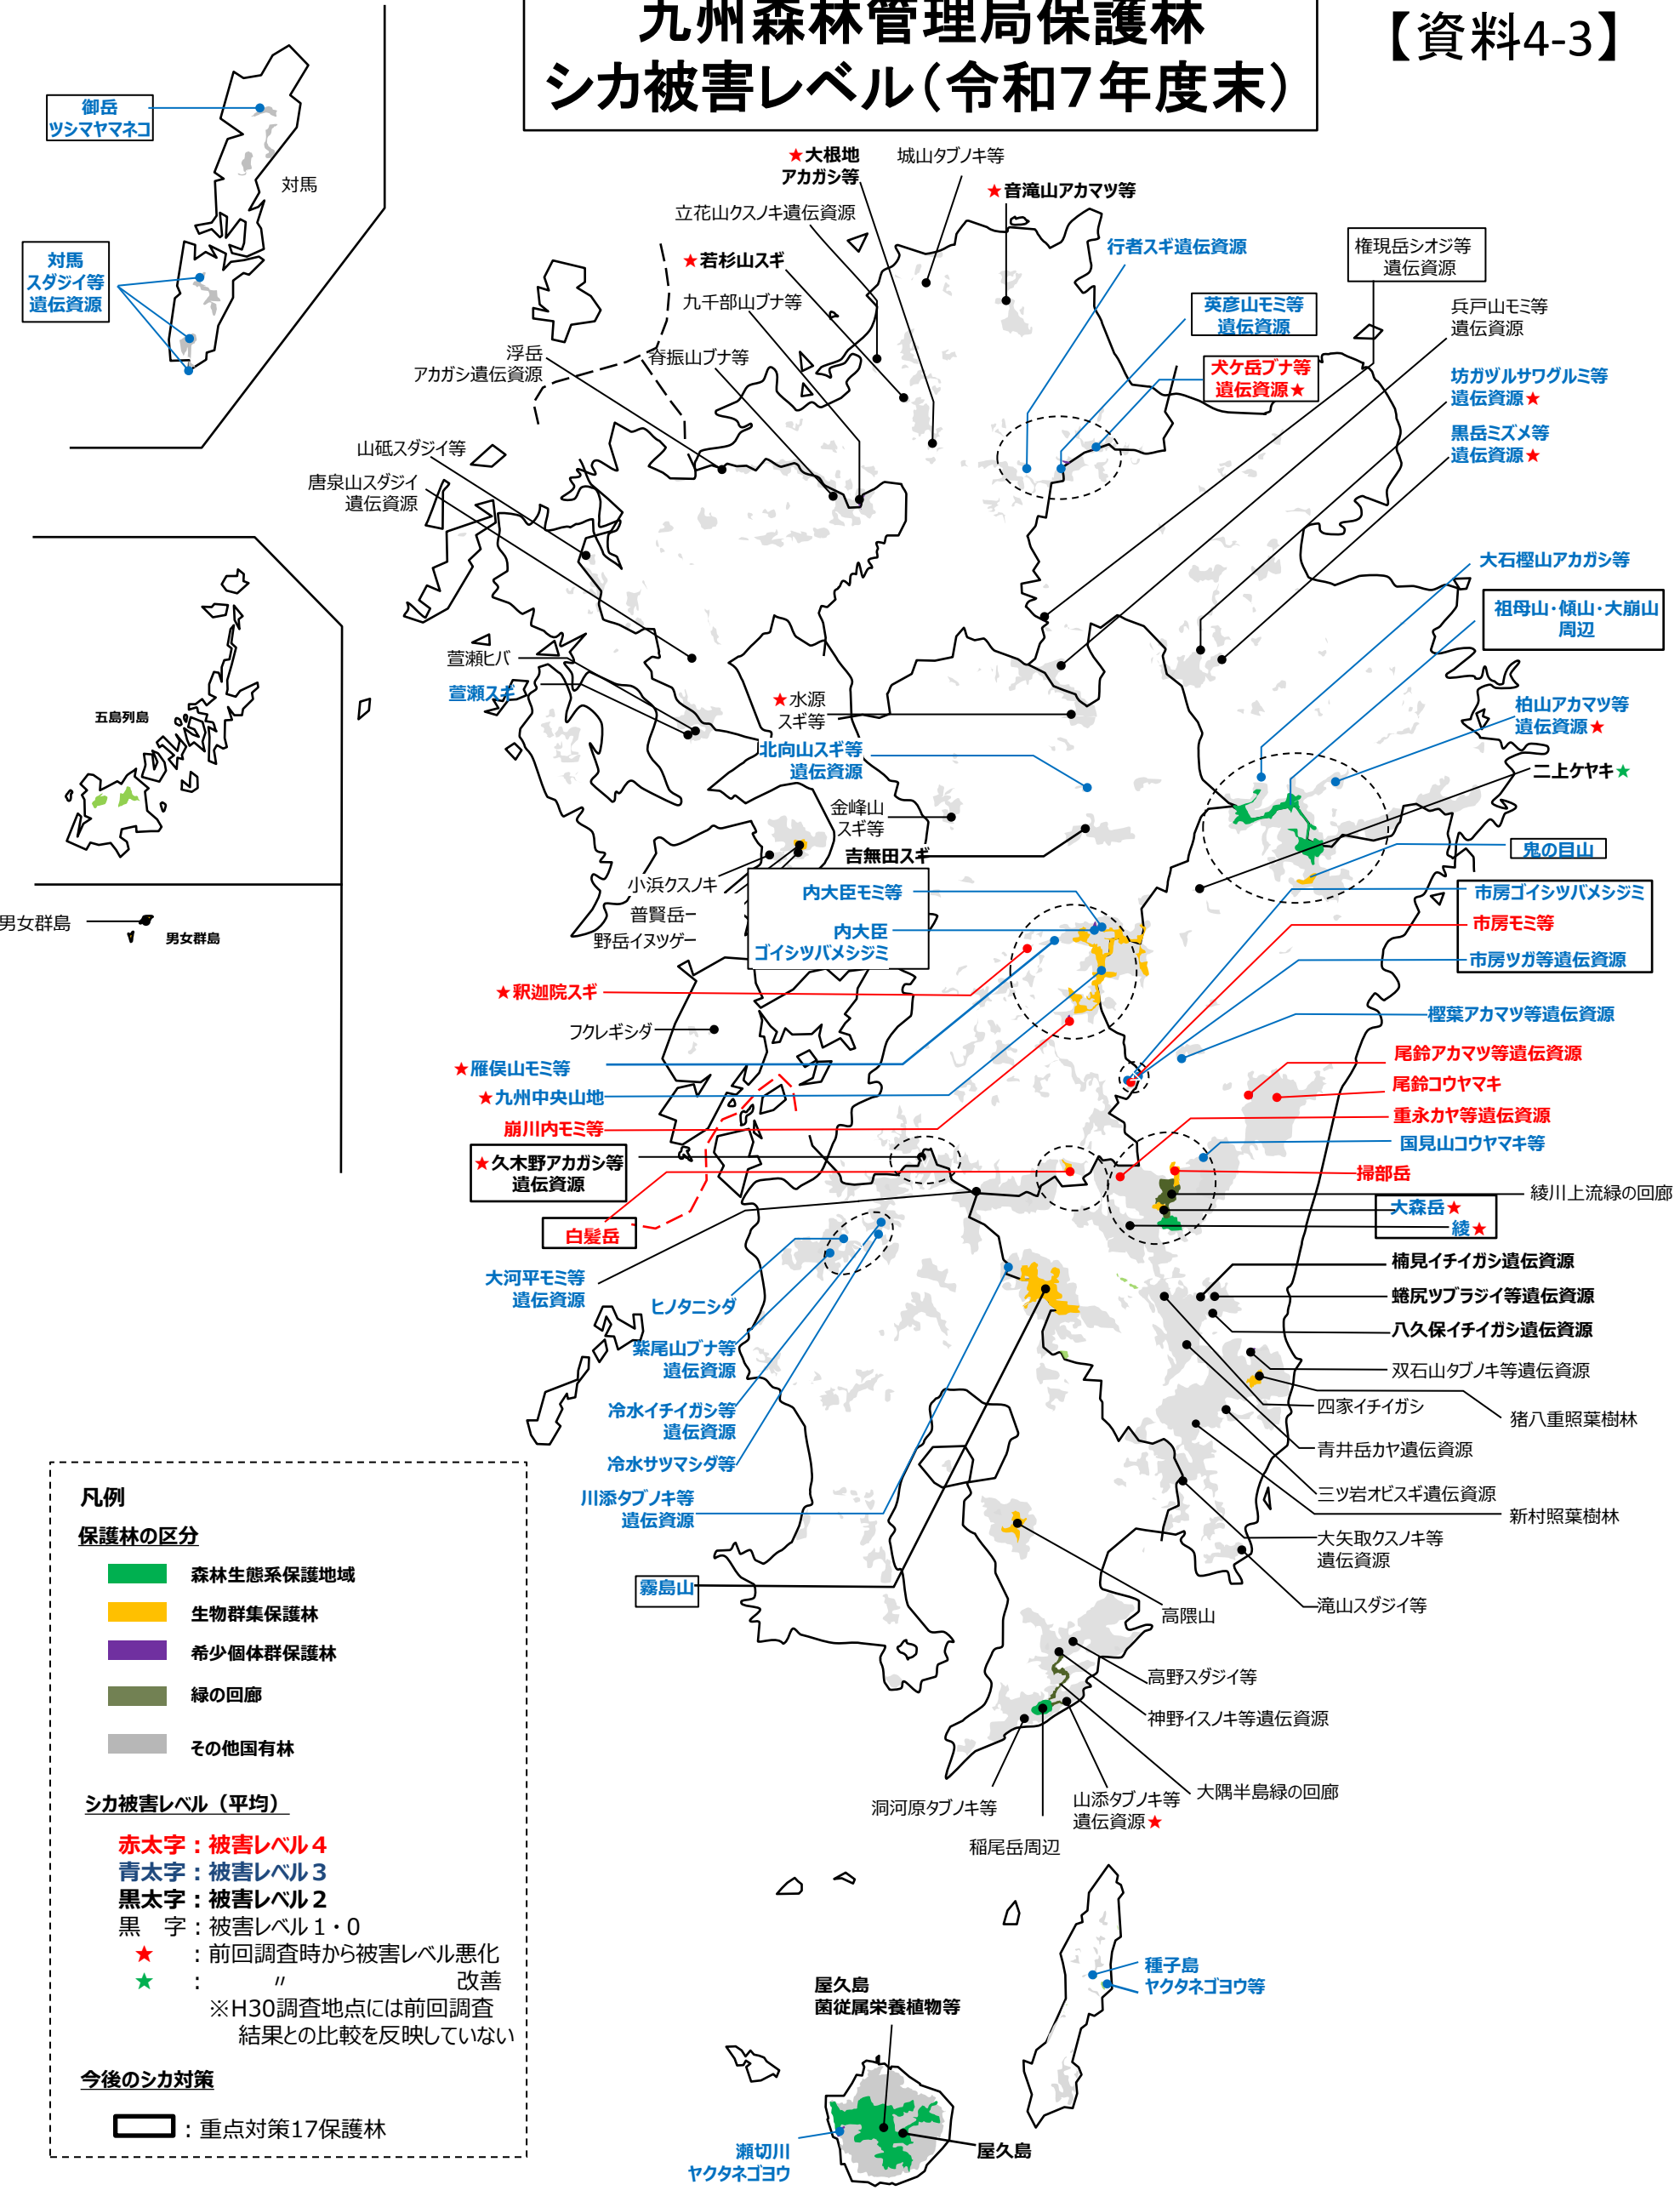 九州森林管理局保護林
シカ被害レベル（令和７年度末）
【資料4-3】
御岳
ツシマヤマネコ
対馬
対馬
スダジイ等
遺伝資源
★大根地
アカガシ等
城山タブノキ等
★音滝山アカマツ等
立花山クスノキ遺伝資源
★若杉山スギ
九千部山ブナ等
脊振山ブナ等
浮岳
アカガシ遺伝資源
山砥スダジイ等
唐泉山スダジイ
遺伝資源
行者スギ遺伝資源
英彦山モミ等
遺伝資源
犬ケ岳ブナ等
遺伝資源★
権現岳シオジ等
遺伝資源
兵戸山モミ等
遺伝資源
坊ガヅルサワグルミ等
遺伝資源★
黒岳ミズメ等
遺伝資源★
大石樫山アカガシ等
祖母山・傾山・大崩山
周辺
柏山アカマツ等
遺伝資源★
二上ケヤキ★
鬼の目山
五島列島
男女群島
男女群島
萱瀬ヒバ
萱瀬スギ
★水源
スギ等
北向山スギ等
遺伝資源
金峰山
スギ等
吉無田スギ
小浜クスノキ
普賢岳
野岳イヌツゲ
内大臣モミ等
内大臣
ゴイシツバメシジミ
市房ゴイシツバメシジミ
市房モミ等
市房ツガ等遺伝資源
★釈迦院スギ
フクレギシダ
★雁俣山モミ等
★九州中央山地
崩川内モミ等
★久木野アカガシ等
遺伝資源
白髪岳
大河平モミ等
遺伝資源
ヒノタニシダ
紫尾山ブナ等
遺伝資源
冷水イチイガシ等
遺伝資源
冷水サツマシダ等
川添タブノキ等
遺伝資源
霧島山
樫葉アカマツ等遺伝資源
尾鈴アカマツ等遺伝資源
尾鈴コウヤマキ
重永カヤ等遺伝資源
国見山コウヤマキ等
掃部岳
綾川上流緑の回廊
大森岳★
綾★
楠見イチイガシ遺伝資源
蜷尻ツブラジイ等遺伝資源
八久保イチイガシ遺伝資源
双石山タブノキ等遺伝資源
四家イチイガシ
猪八重照葉樹林
青井岳カヤ遺伝資源
三ツ岩オビスギ遺伝資源
新村照葉樹林
大矢取クスノキ等
遺伝資源
滝山スダジイ等
高隈山
高野スダジイ等
神野イスノキ等遺伝資源
大隅半島緑の回廊
山添タブノキ等
遺伝資源★
洞河原タブノキ等
稲尾岳周辺
種子島
ヤクタネゴヨウ等
屋久島
菌従属栄養植物等
瀬切川
ヤクタネゴヨウ
屋久島
凡例
保護林の区分
森林生態系保護地域
生物群集保護林
希少個体群保護林
緑の回廊
その他国有林
シカ被害レベル（平均）
赤太字：被害レベル４
青太字：被害レベル３
黒太字：被害レベル２
黒　字：被害レベル１・０
★　：前回調査時から被害レベル悪化
★　：　　〃　　　　　　　改善
※H30調査地点には前回調査
結果との比較を反映していない
今後のシカ対策
：重点対策17保護林